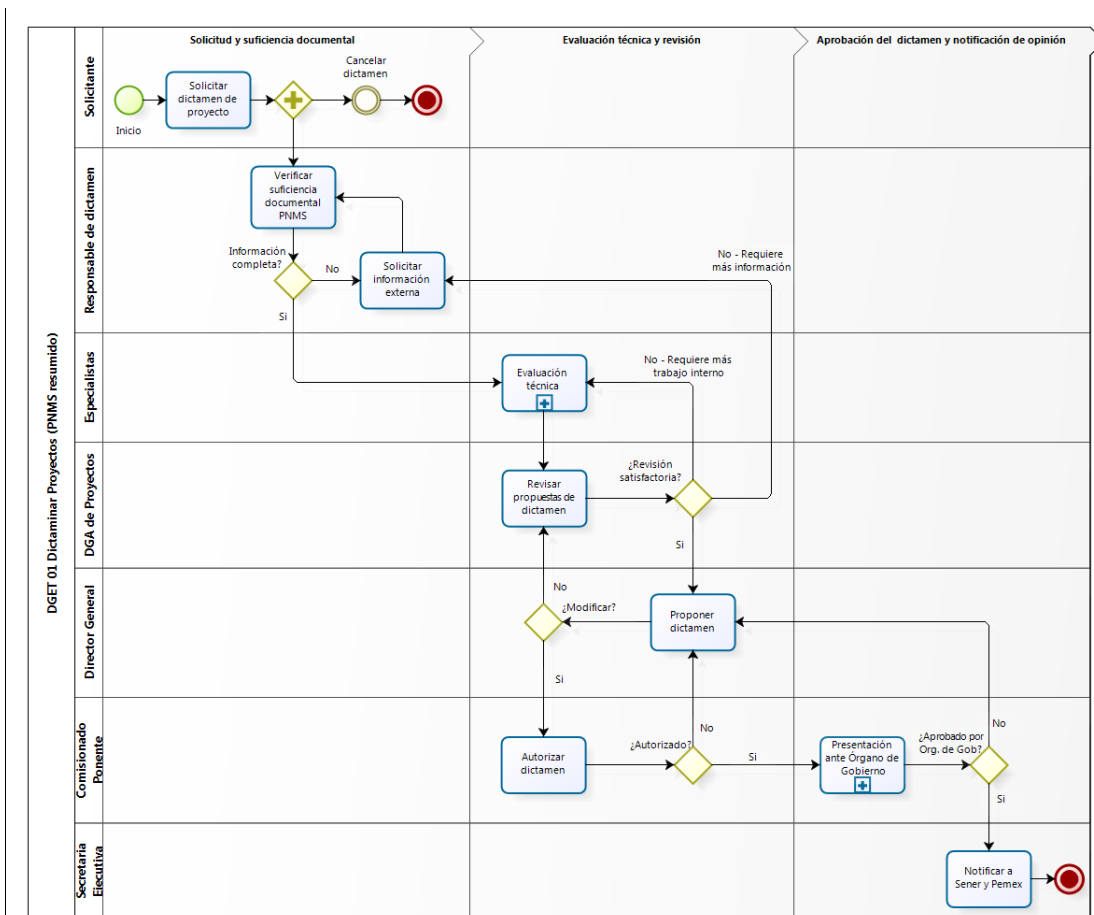 DGET 01 Dictaminar Proyectos (PNMS resumido)
Solicitud y suficiencia documental
Evaluación técnica y revisión
Aprobación del dictamen y notificación de opinión
Solicitante
Inicio
Solicitar
dictamen de
proyecto
Cancelar
dictamen
Responsable de dictamen
Verificar
suficiencia
documental
PNMS
Información
completa?
No
Si
Solicitar
información
externa
No - Requiere
más información
Especialistas
Evaluación
técnica
No - Requiere más
trabajo interno
DGA de Proyectos
Revisar
propuestas de
dictamen
¿Revisión
satisfactoria?
Si
Director General
No
¿Modificar?
Si
Proponer
dictamen
Comisionado
Ponente
Autorizar
dictamen
¿Autorizado?
No
Si
Presentación
ante Órgano de
Gobierno
¿Aprobado por
Org. de Gob?
No
Si
Secretaria
Ejecutiva
Notificar a
Sener y Pemex